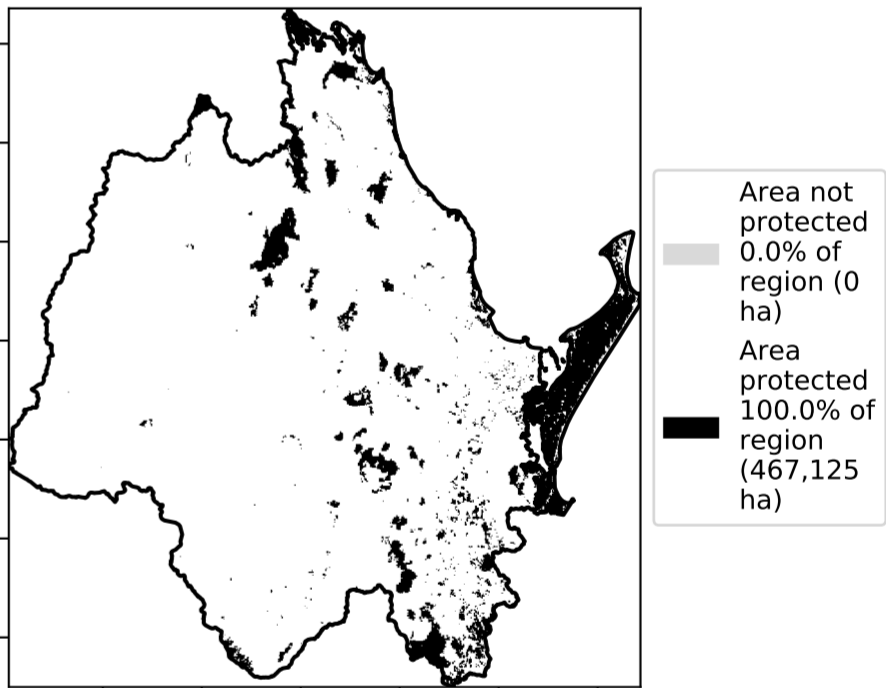 Area not
protected
0.0% of
region (0
ha)
Area
protected
100.0% of
region
(467,125
ha)